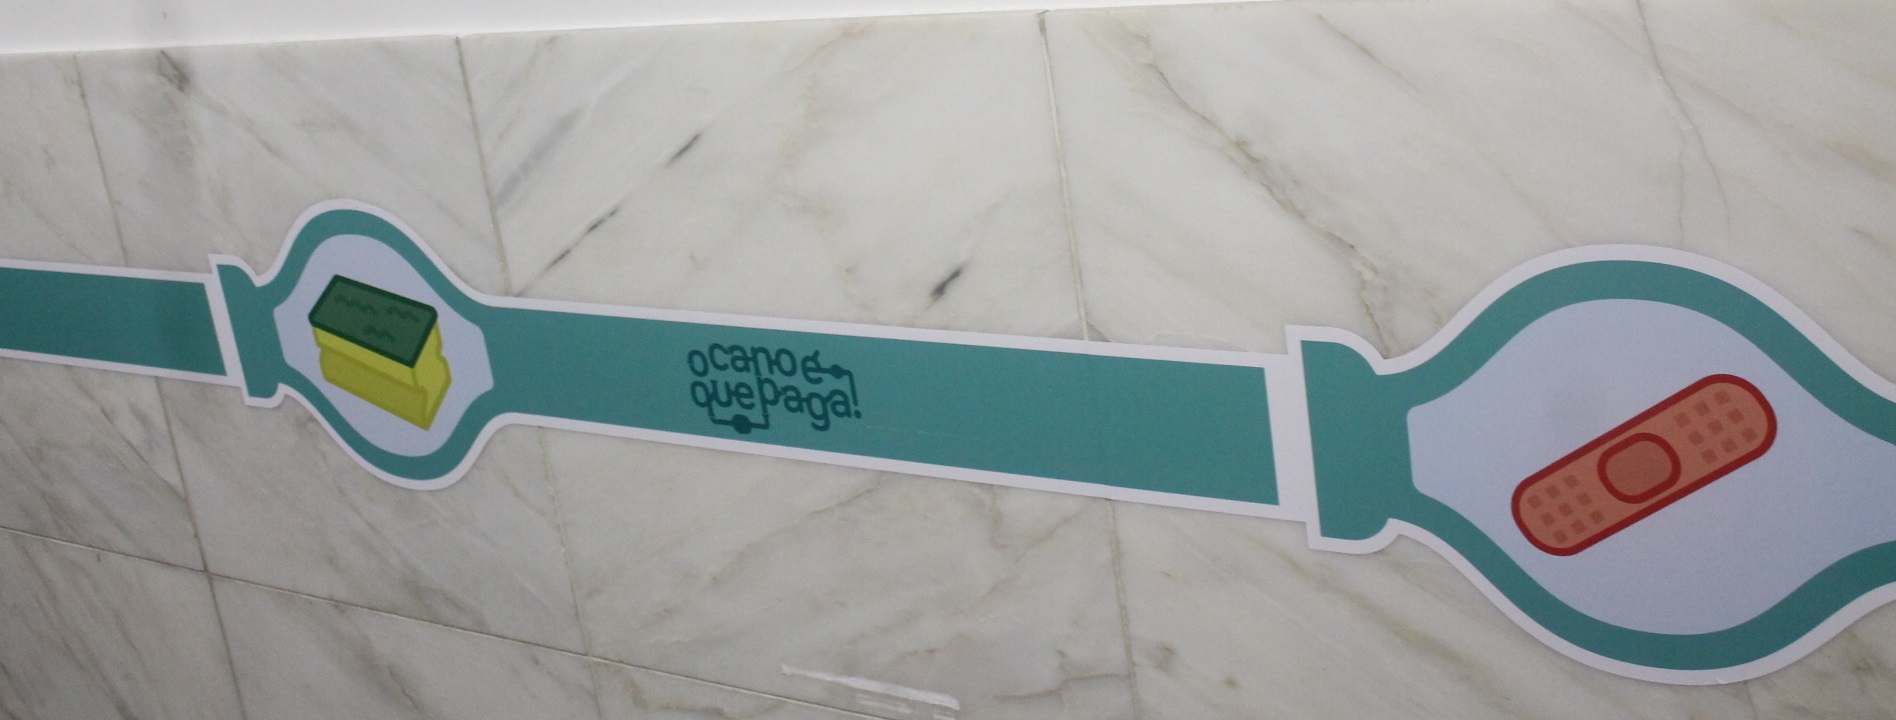 o cano é
que paga!